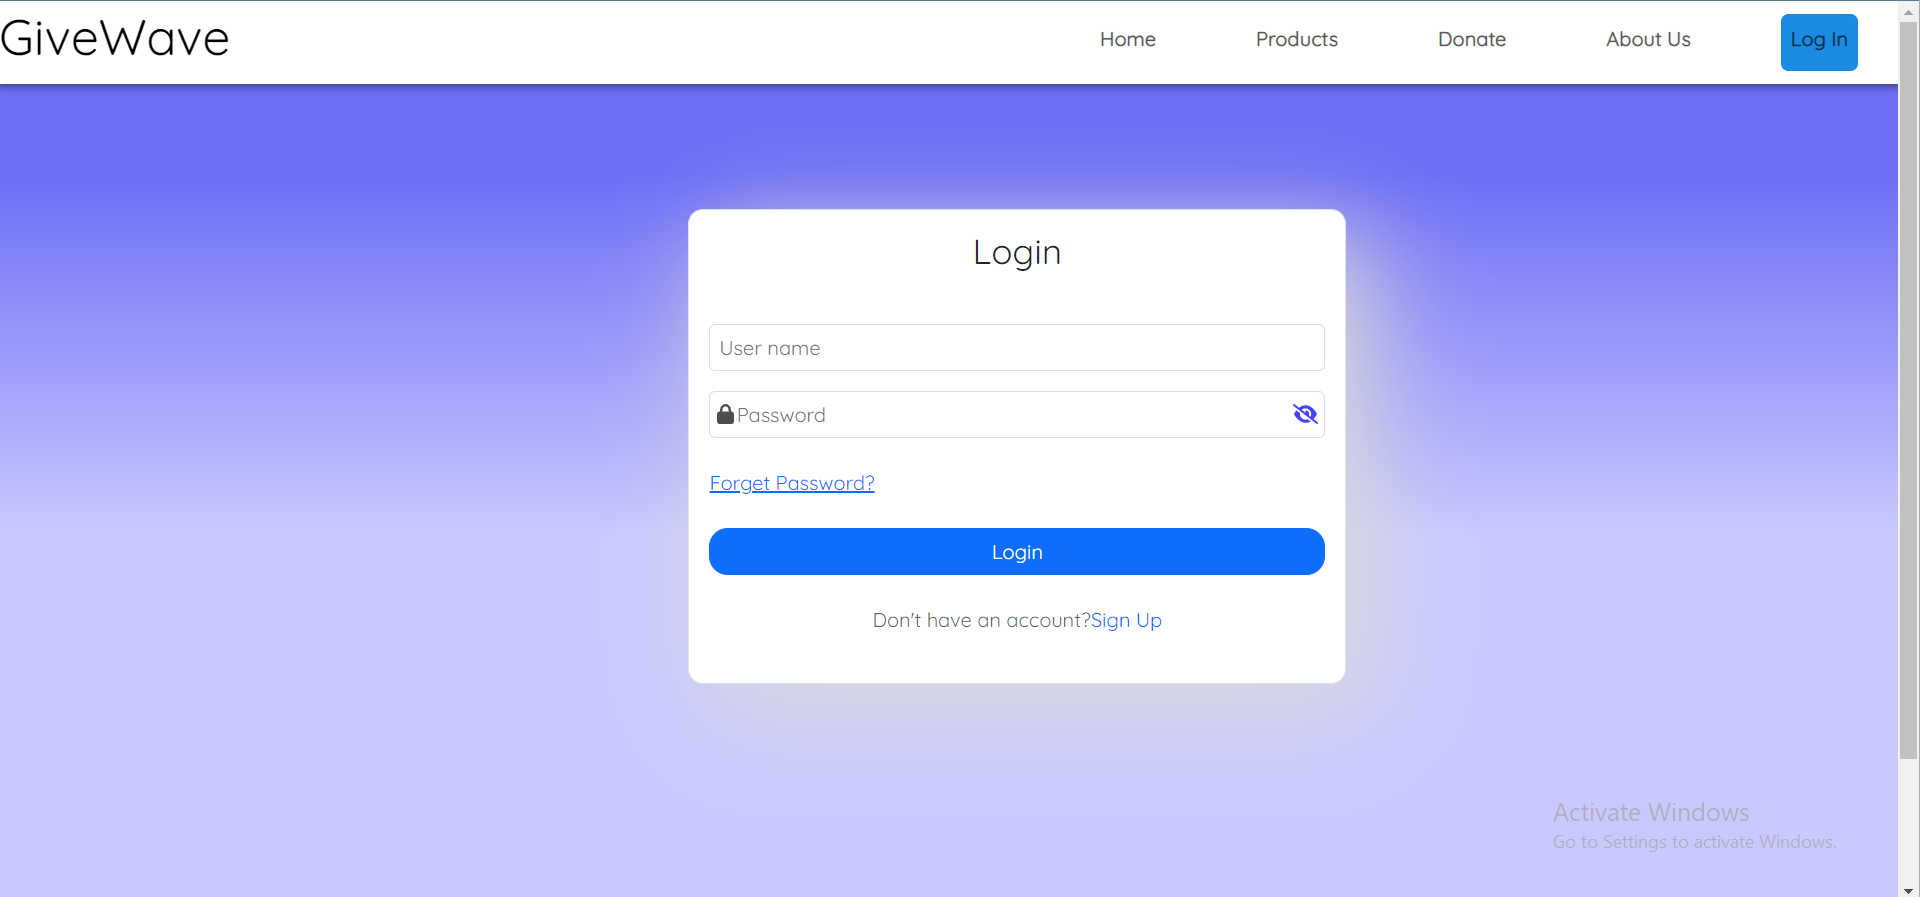 GiveWave Home Products Donate About Us Log In
Login
User name
Password
Forget Password?
Login
Don't have an account?Sign Up
Activate Windows
Go to Settings to activate Windows.